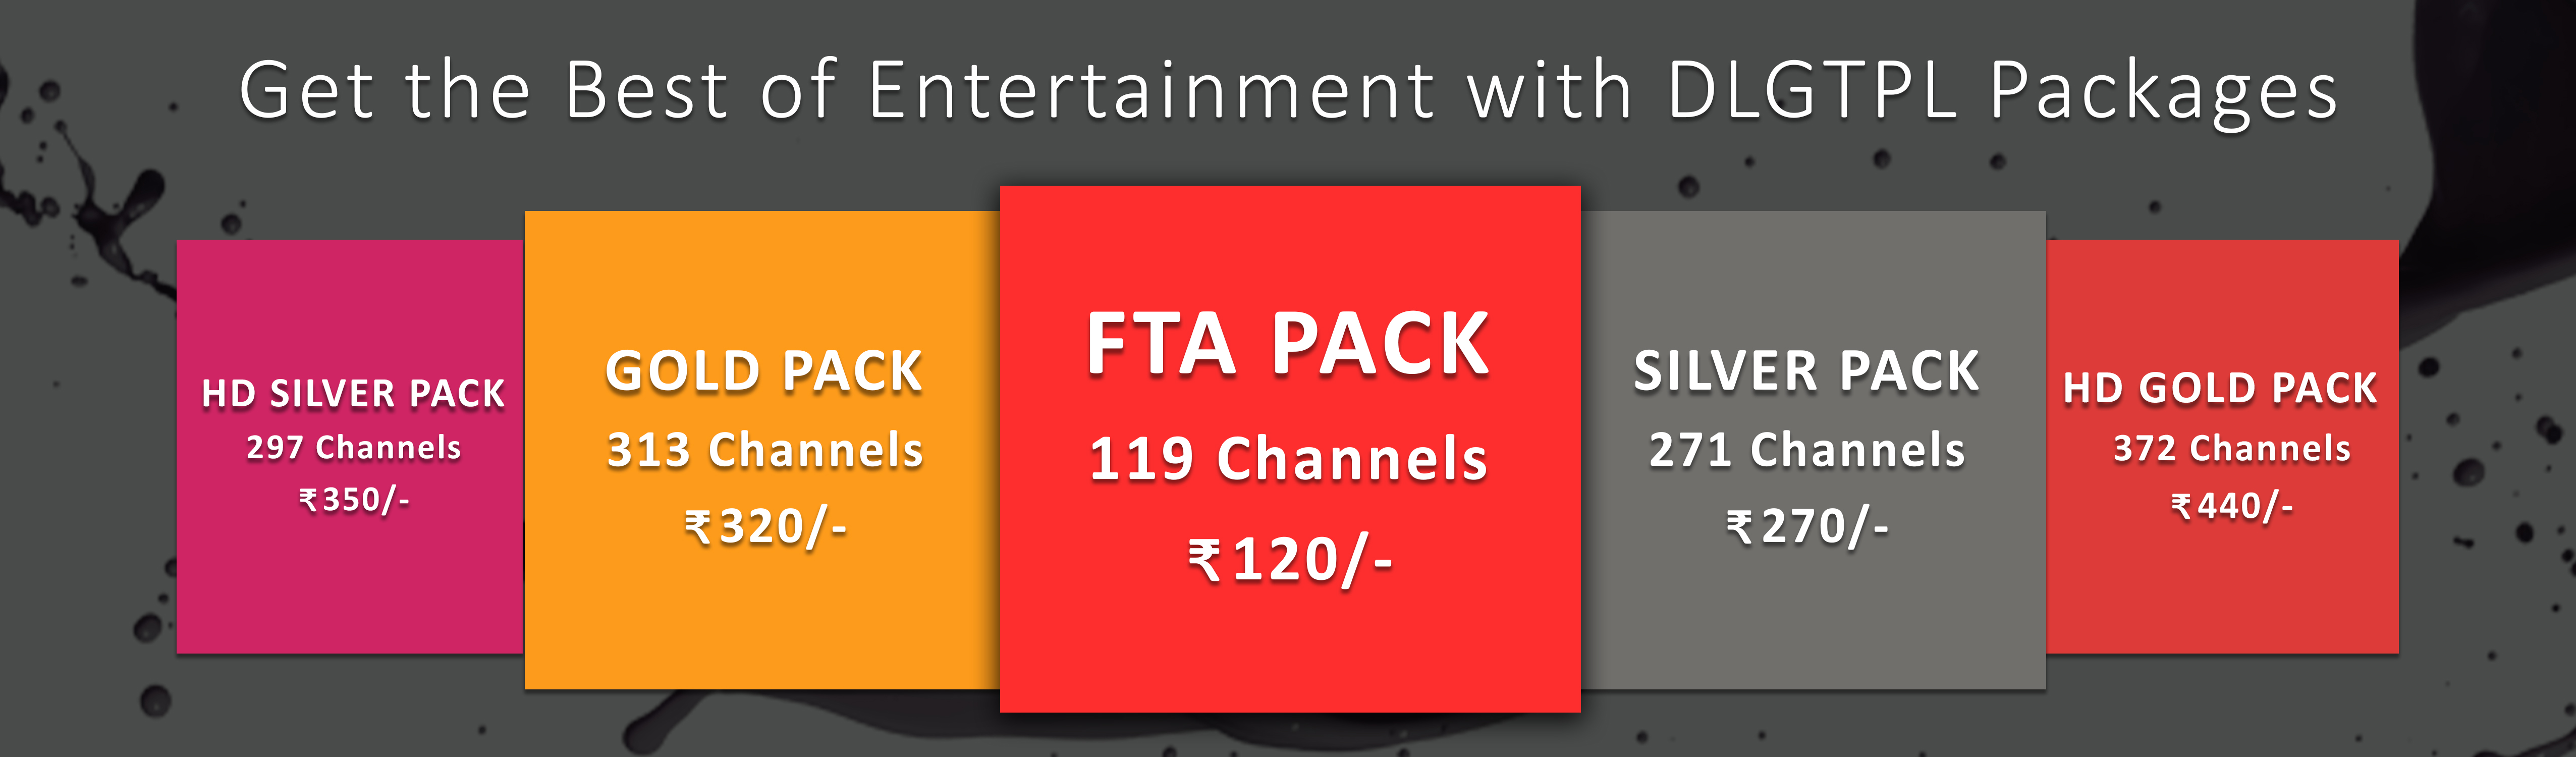 Get the Best of Entertainment with DLGTPL Packages
HD SILVER PACK
297 Channels
₹350/-
GOLD PACK
313 Channels
₹320/-
FTA PACK
119 Channels
₹120/-
SILVER PACK
271 Channels
₹270/-
HD GOLD PACK
372 Channels
₹440/-